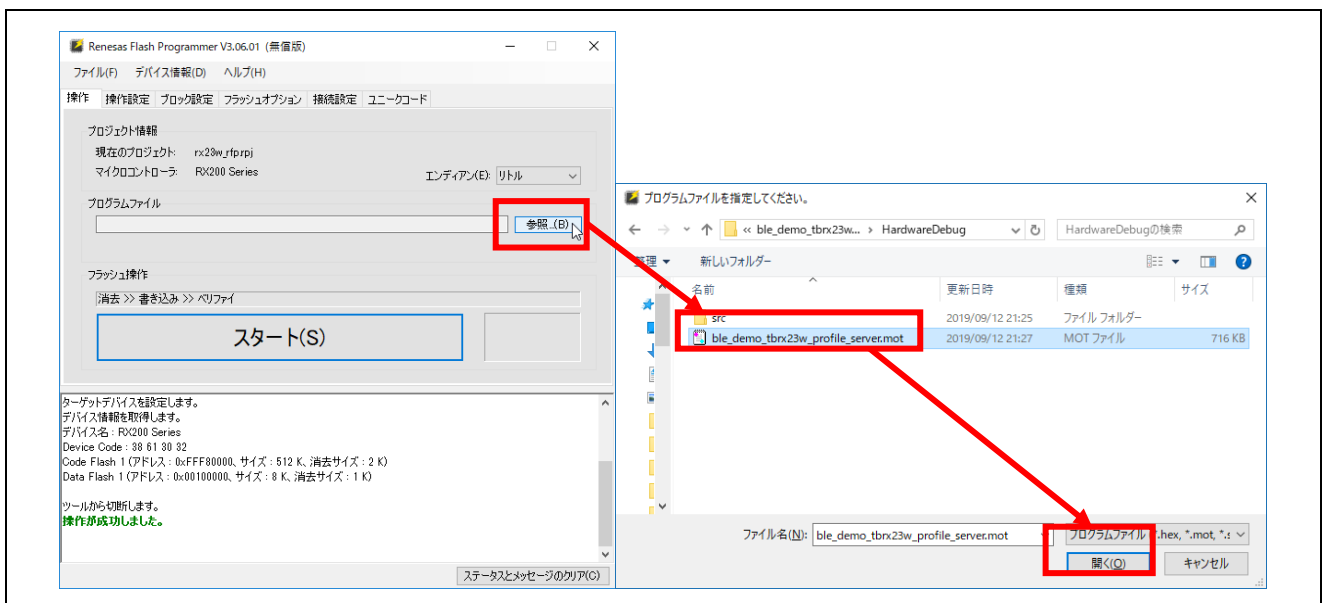 Renesas Flash Programmer V3.06.01 (無償版)
ファイル(F) デバイス情報(D) ヘルプ(H)
操作 操作設定 ブロック設定 フラッシュオプション 接続設定 ユニークコード
プロジェクト情報
現在のプロジェクト: rx23w_rfp.rpj
マイクロコントローラ: RX200 Series
エンディアン(E): リトル
プログラムファイル
参照...(B)
フラッシュ操作
消去 >> 書き込み >> ベリファイ
スタート(S)
ターゲットデバイスを設定します。
デバイス情報を取得します。
デバイス名 : RX200 Series
Device Code : 38 61 30 32
Code Flash 1 (アドレス : 0xFFF80000、サイズ : 512 K、消去サイズ : 2 K)
Data Flash 1 (アドレス : 0x00100000、サイズ : 8 K、消去サイズ : 1 K)
ツールから切断します。
操作が成功しました。
ステータスとメッセージのクリア(C)
プログラムファイルを指定してください。
« ble_demo_tbrx23w... › HardwareDebug
HardwareDebugの検索
整理 新しいフォルダー
名前 更新日時 種類 サイズ
src 2019/09/12 21:25 ファイル フォルダー
ble_demo_tbrx23w_profile_server.mot 2019/09/12 21:27 MOT ファイル 716 KB
ファイル名(N): ble_demo_tbrx23w_profile_server.mot
プログラムファイル (*.hex, *.mot, *.s
開く(O) キャンセル